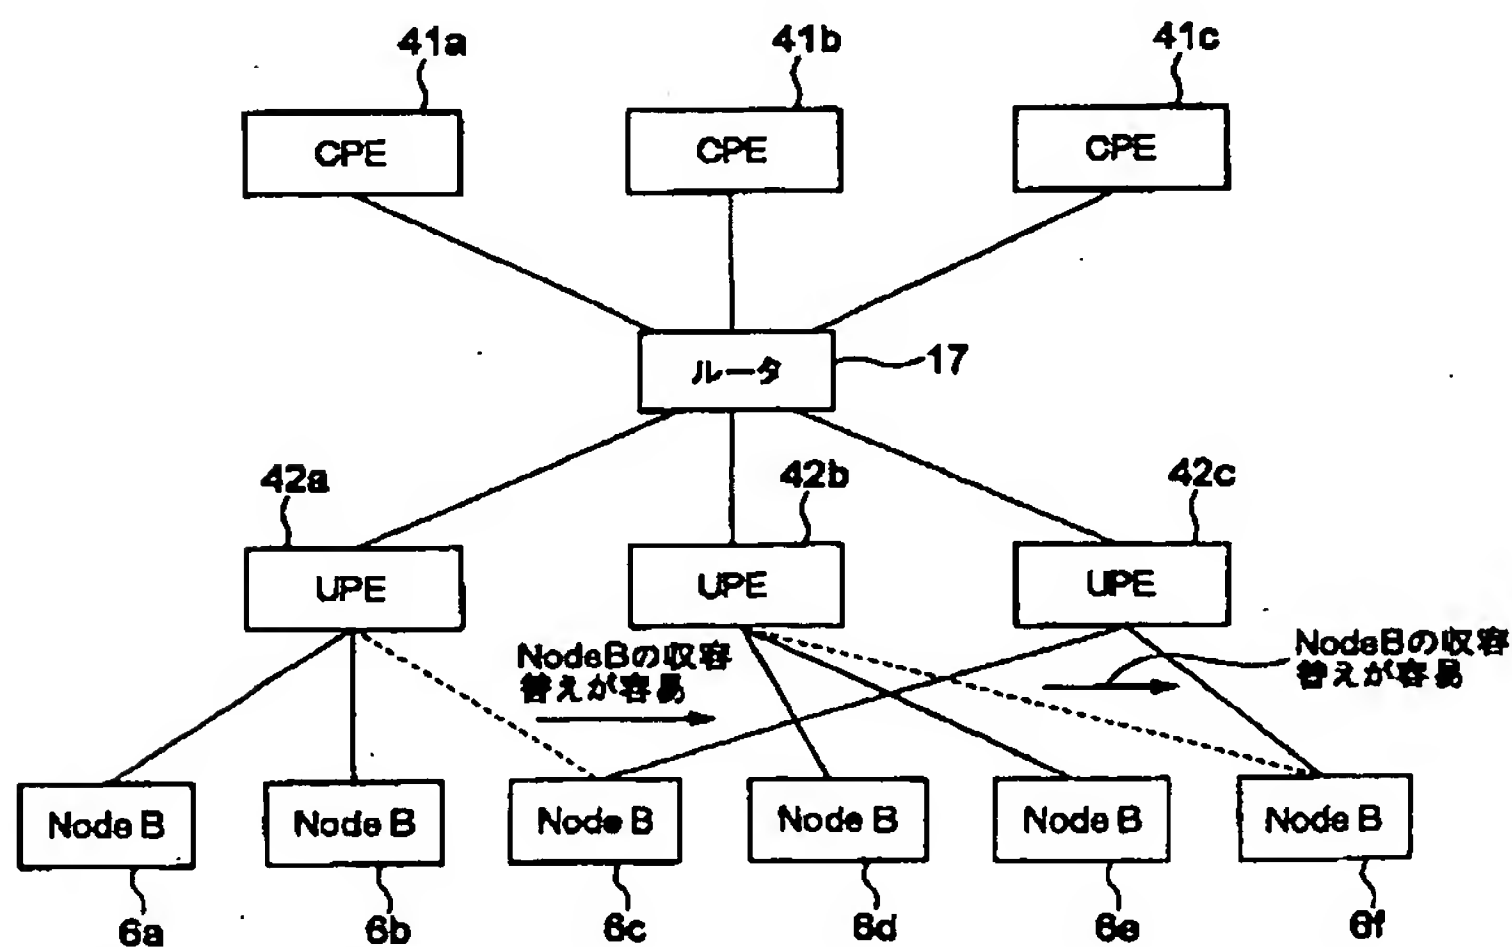 41a
41b
41c
CPE
CPE
CPE
ルータ
17
42a
42b
42c
UPE
UPE
UPE
NodeBの収容
替えが容易
NodeBの収容
替えが容易
Node B
Node B
Node B
Node B
Node B
Node B
6a
6b
6c
6d
6e
6f